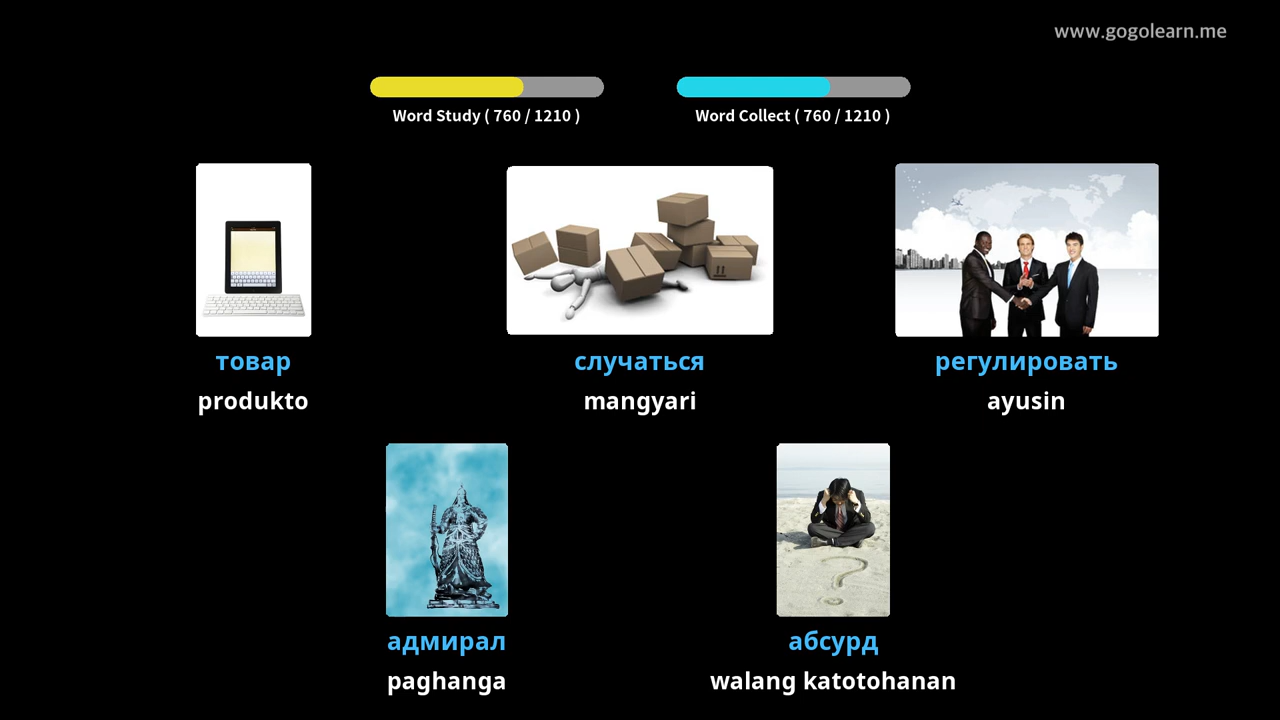 www.gogolearn.me
Word Study ( 760 / 1210 )
Word Collect ( 760 / 1210 )
товар
produkto
случаться
mangyari
регулировать
ayusin
адмирал
paghanga
абсурд
walang katotohanan